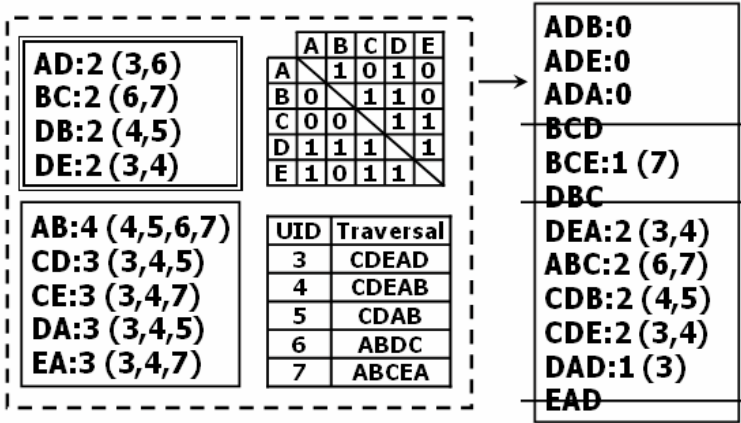 AD:2 (3,6)
BC:2 (6,7)
DB:2 (4,5)
DE:2 (3,4)
AB:4 (4,5,6,7)
CD:3 (3,4,5)
CE:3 (3,4,7)
DA:3 (3,4,5)
EA:3 (3,4,7)
A B C D E
A 1 0 1 0
B 0 1 1 0
C 0 0 1 1
D 1 1 1 1
E 1 0 1 1
UID Traversal
3 CDEAD
4 CDEAB
5 CDAB
6 ABDC
7 ABCEA
ADB:0
ADE:0
ADA:0
BCD
BCE:1 (7)
DBC
DEA:2 (3,4)
ABC:2 (6,7)
CDB:2 (4,5)
CDE:2 (3,4)
DAD:1 (3)
EAD